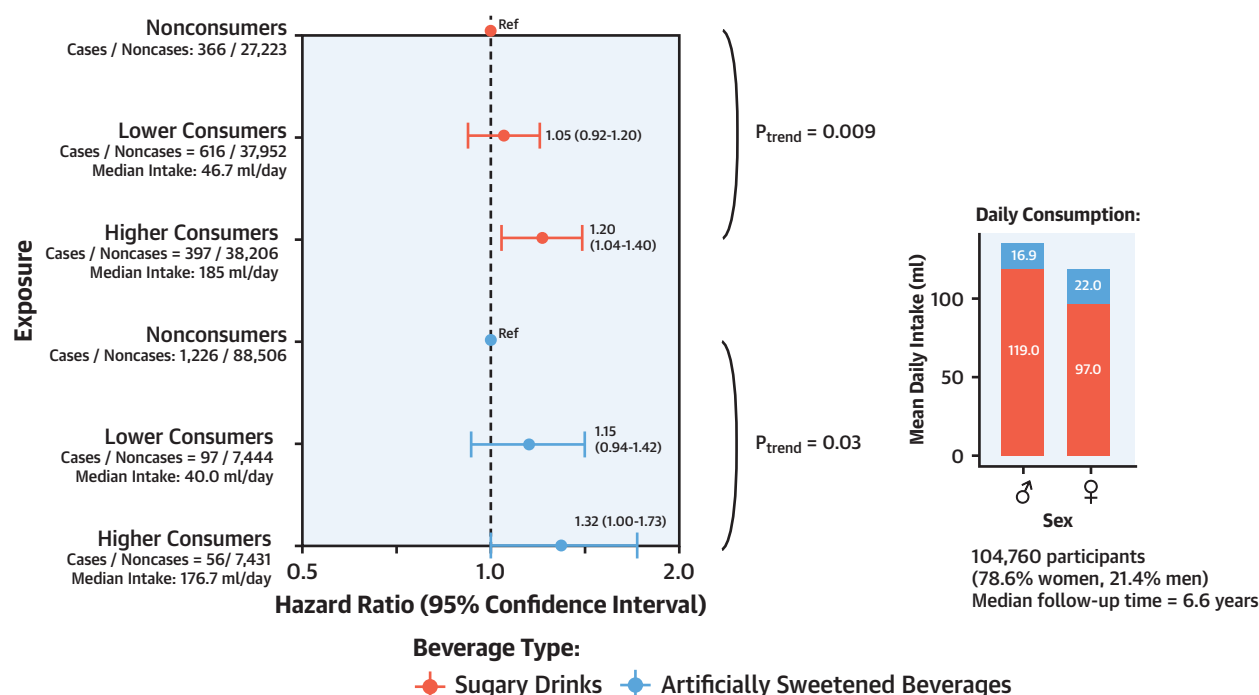 Nonconsumers
Cases / Noncases: 366 / 27,223
Ref
Lower Consumers
Cases / Noncases = 616 / 37,952
Median Intake: 46.7 ml/day
1.05 (0.92-1.20)
Ptrend = 0.009
Higher Consumers
Cases / Noncases = 397 / 38,206
Median Intake: 185 ml/day
1.20
(1.04-1.40)
Exposure
Nonconsumers
Cases / Noncases: 1,226 / 88,506
Ref
Lower Consumers
Cases / Noncases = 97 / 7,444
Median Intake: 40.0 ml/day
1.15
(0.94-1.42)
Ptrend = 0.03
Higher Consumers
Cases / Noncases = 56/ 7,431
Median Intake: 176.7 ml/day
1.32 (1.00-1.73)
0.5 1.0 2.0
Hazard Ratio (95% Confidence Interval)
Beverage Type:
Sugary Drinks Artificially Sweetened Beverages
Daily Consumption:
Mean Daily Intake (ml)
100
50
0
16.9
119.0
22.0
97.0
♂ ♀
Sex
104,760 participants
(78.6% women, 21.4% men)
Median follow-up time = 6.6 years